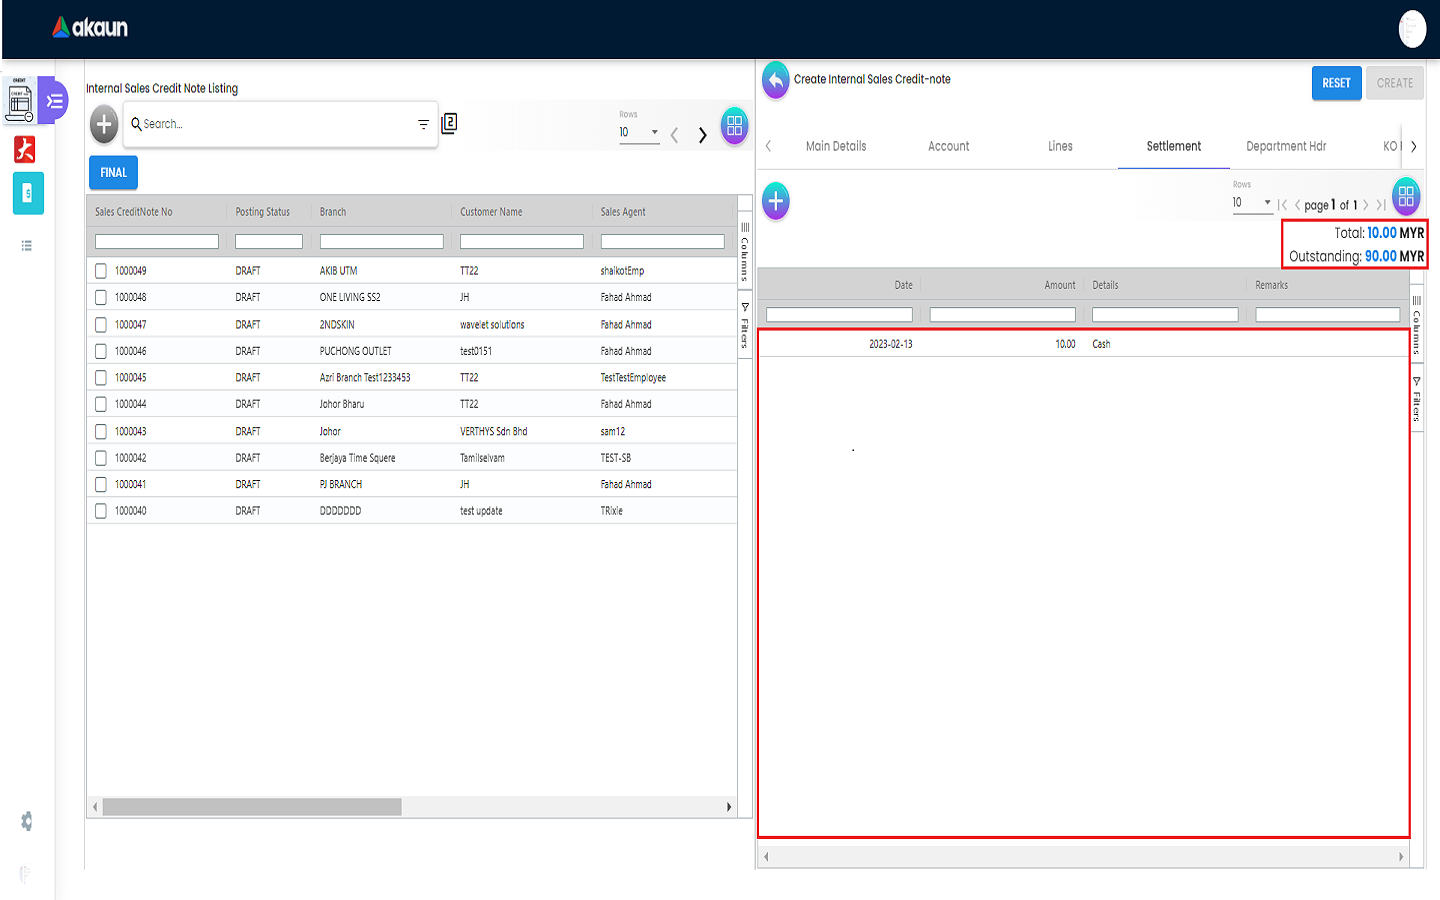 akaun
CREDIT
Internal Sales Credit Note Listing
Search...
2
Rows
10
FINAL
Sales CreditNote No Posting Status Branch Customer Name Sales Agent
1000049 DRAFT AKIB UTM TT22 shaikotEmp
1000048 DRAFT ONE LIVING SS2 JH Fahad Ahmad
1000047 DRAFT 2NDSKIN wavelet solutions Fahad Ahmad
1000046 DRAFT PUCHONG OUTLET test0151 Fahad Ahmad
1000045 DRAFT Azri Branch Test1233453 TT22 TestTestEmployee
1000044 DRAFT Johor Bharu TT22 Fahad Ahmad
1000043 DRAFT Johor VERTHYS Sdn Bhd sam12
1000042 DRAFT Berjaya Time Squere Tamilselvam TEST-SB
1000041 DRAFT PJ BRANCH JH Fahad Ahmad
1000040 DRAFT DDDDDDD test update TRixie
Columns
Filters
Create Internal Sales Credit-note
RESET
CREATE
Main Details Account Lines Settlement Department Hdr KO
Rows
10
page 1 of 1
Total: 10.00 MYR
Outstanding: 90.00 MYR
Date Amount Details Remarks
2023-02-13 10.00 Cash
Columns
Filters